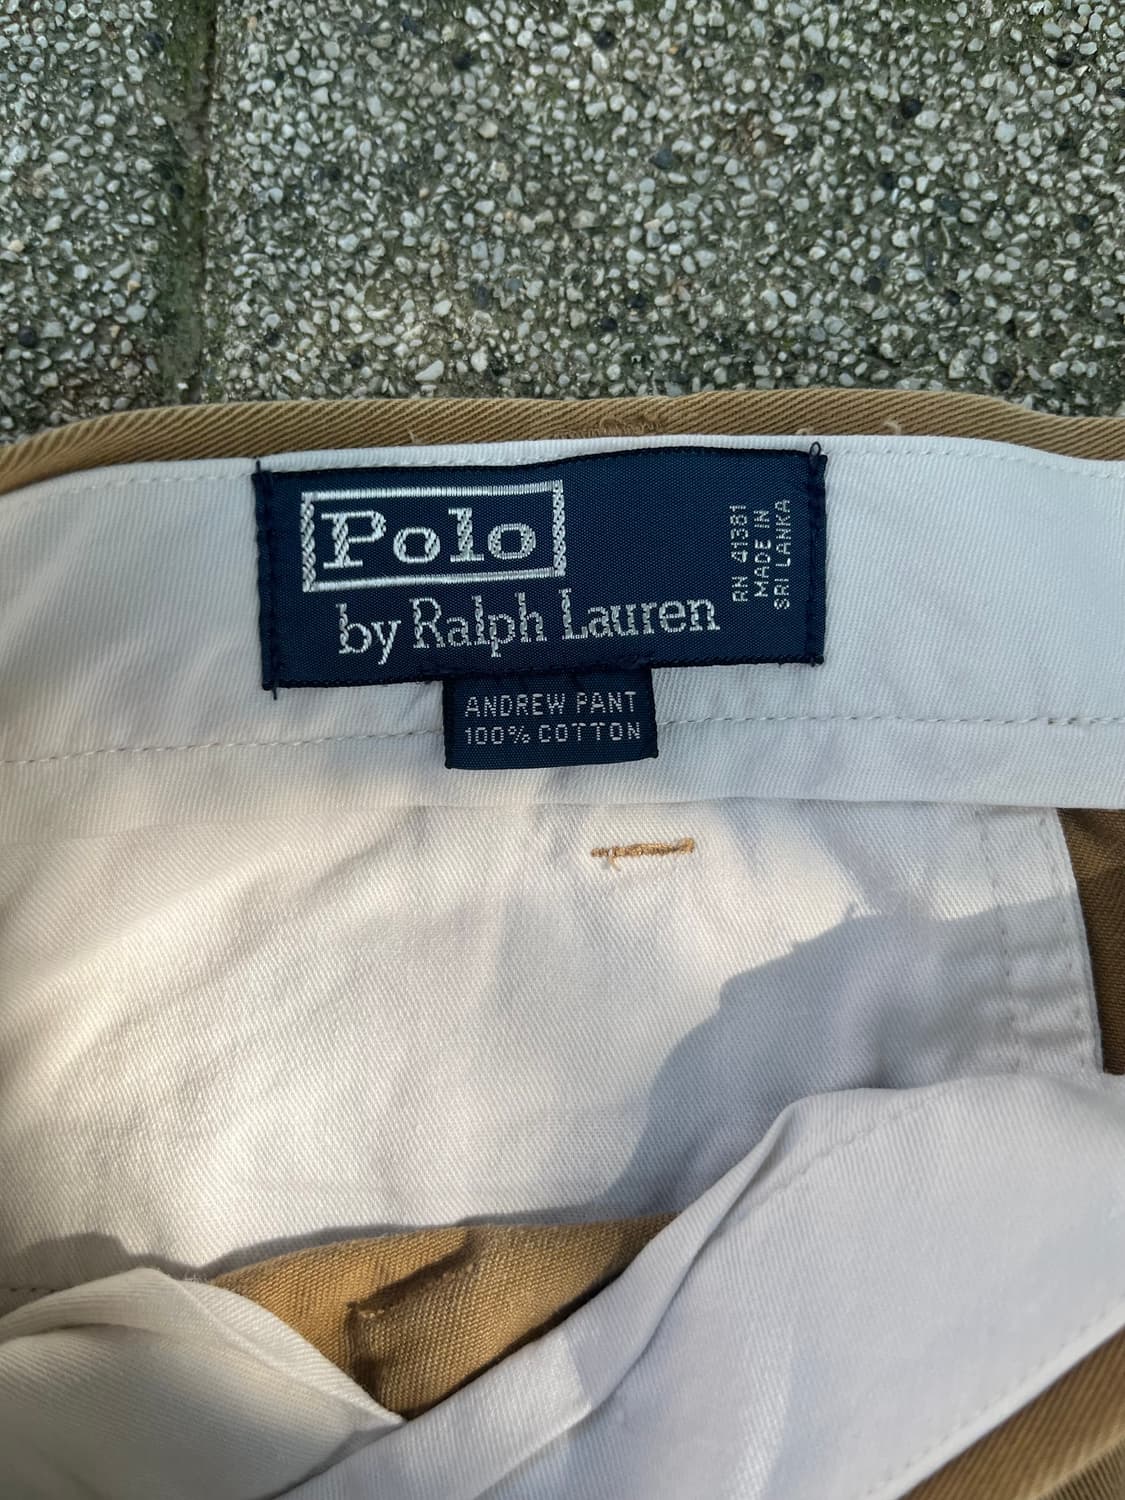 Polo
by Ralph Lauren
RN 41381
MADE IN
SRI LANKA
ANDREW PANT
100% COTTON